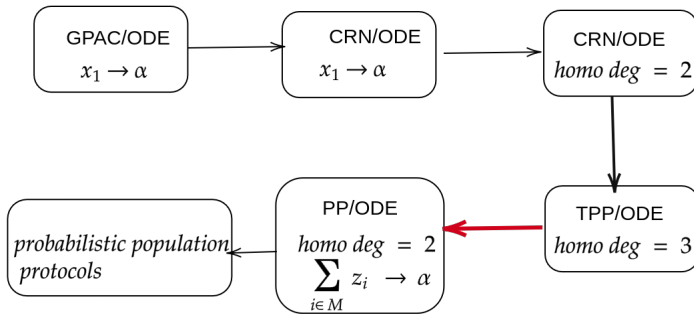 GPAC/ODE
x₁ → α
CRN/ODE
x₁ → α
CRN/ODE
homo deg = 2
TPP/ODE
homo deg = 3
PP/ODE
homo deg = 2
∑ zᵢ → α
i∈M
probabilistic population
protocols